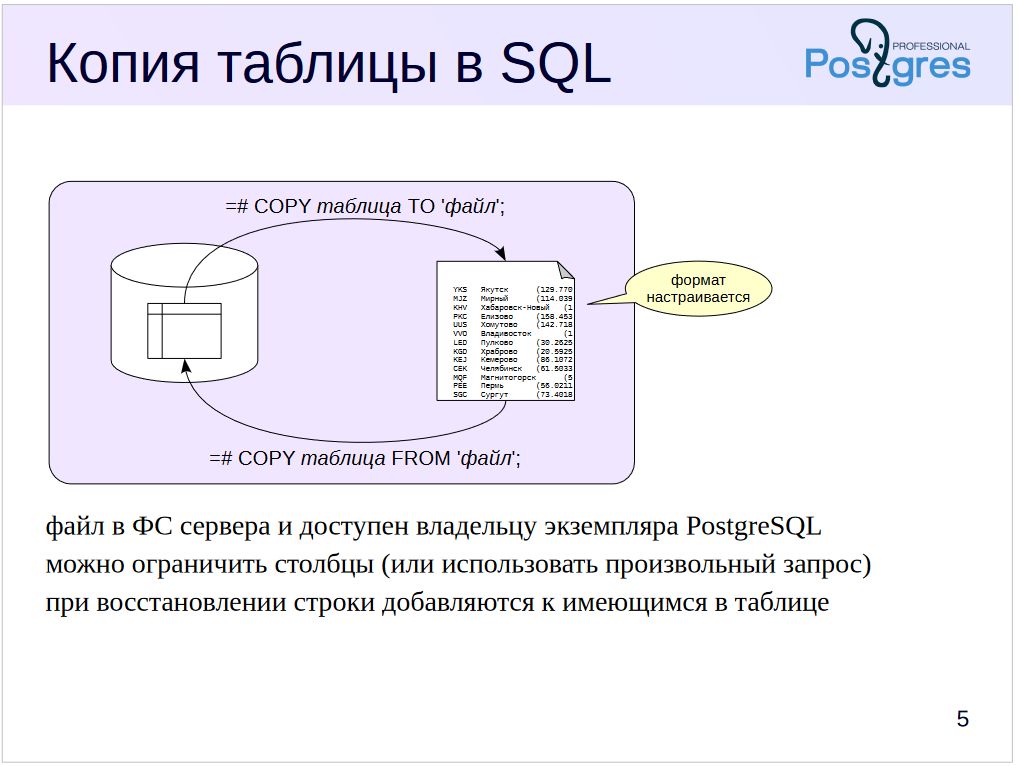 Копия таблицы в SQL
PROFESSIONAL
Postgres
=# COPY таблица TO 'файл';
YKS Якутск (129.770
MJZ Мирный (114.039
KHV Хабаровск-Новый (1
PKC Елизово (158.453
UUS Хомутово (142.718
VVO Владивосток (1
LED Пулково (30.2625
KGD Храброво (20.5925
KEJ Кемерово (86.1072
CEK Челябинск (61.5033
MQF Магнитогорск (5
PEE Пермь (56.0211
SGC Сургут (73.4018
формат
настраивается
=# COPY таблица FROM 'файл';
файл в ФС сервера и доступен владельцу экземпляра PostgreSQL
можно ограничить столбцы (или использовать произвольный запрос)
при восстановлении строки добавляются к имеющимся в таблице
5